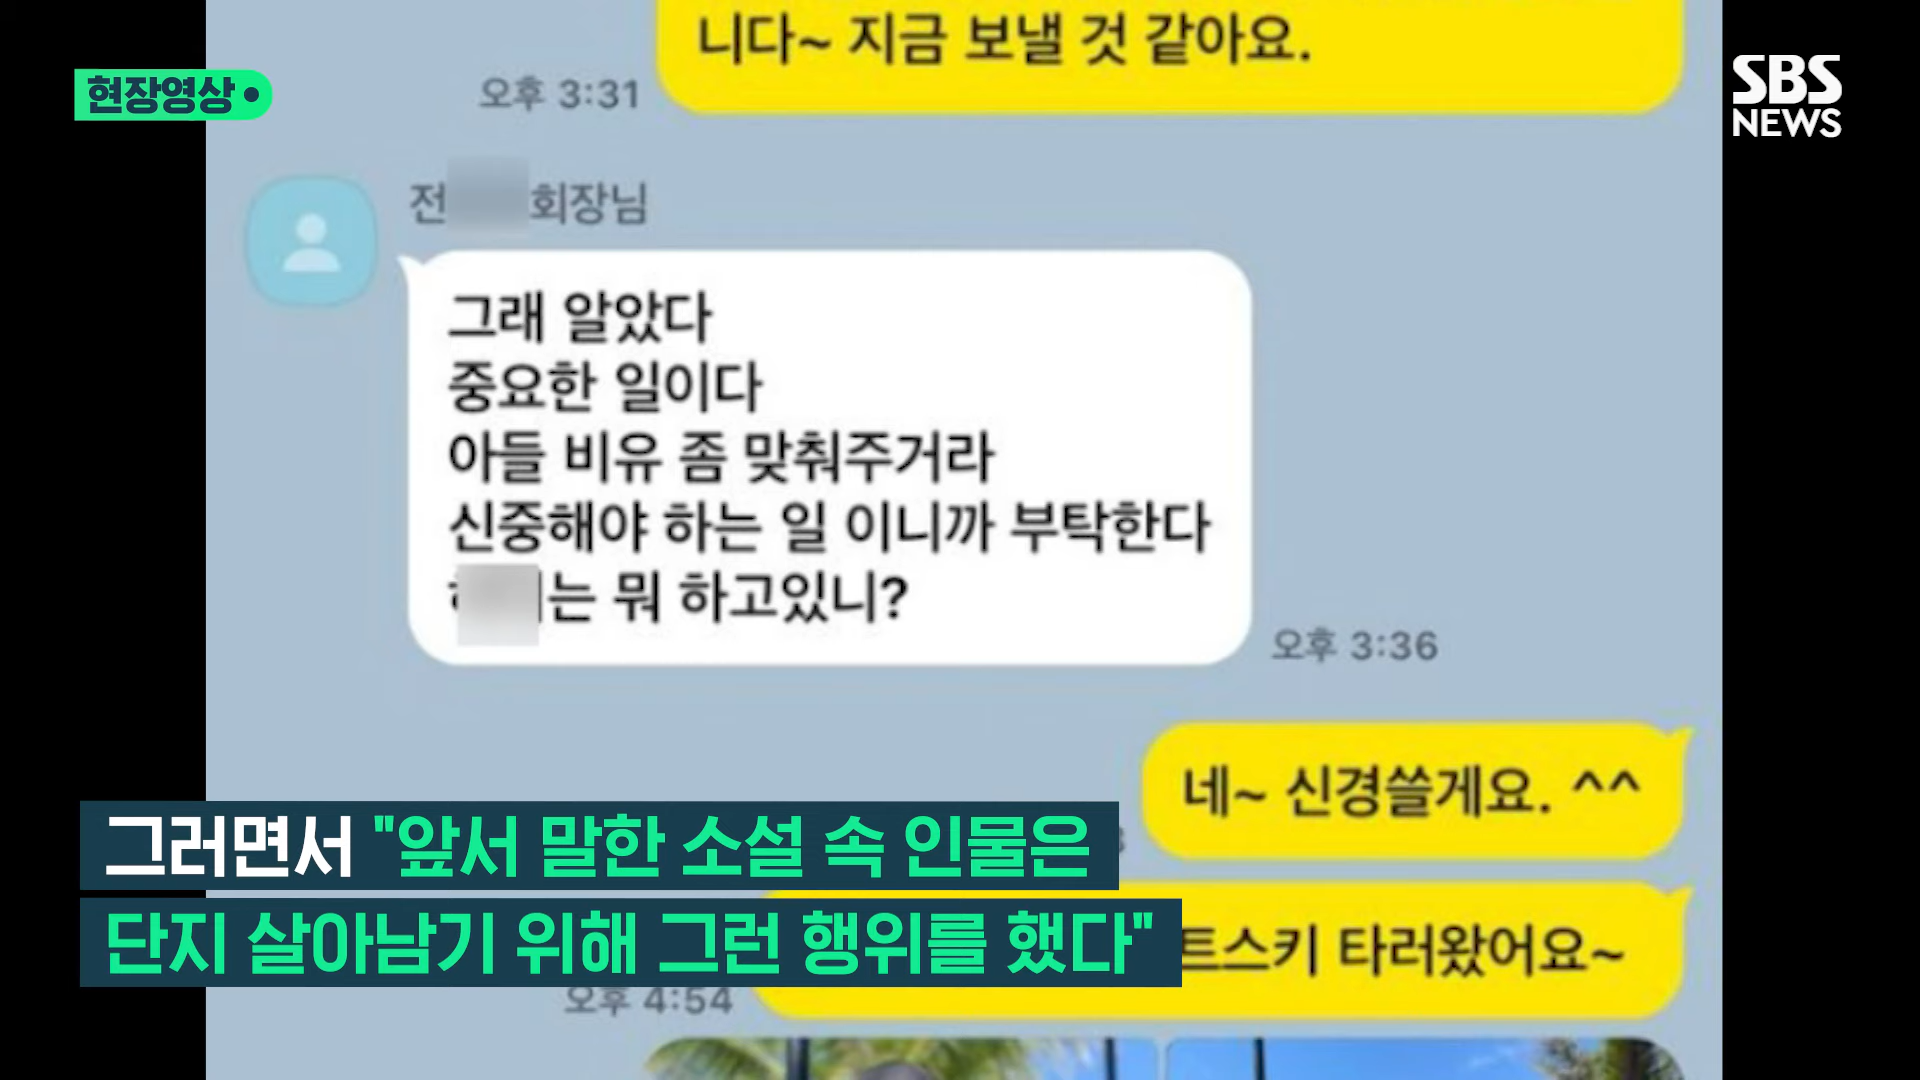 니다~ 지금 보낼 것 같아요.
오후 3:31
현장영상
SBS
NEWS
전 회장님
그래 알았다
중요한 일이다
아들 비유 좀 맞춰주거라
신중해야 하는 일 이니까 부탁한다
는 뭐 하고있니?
오후 3:36
네~ 신경쓸게요. ^^
그러면서 "앞서 말한 소설 속 인물은
트스키 타러왔어요~
단지 살아남기 위해 그런 행위를 했다"
오후 4:54